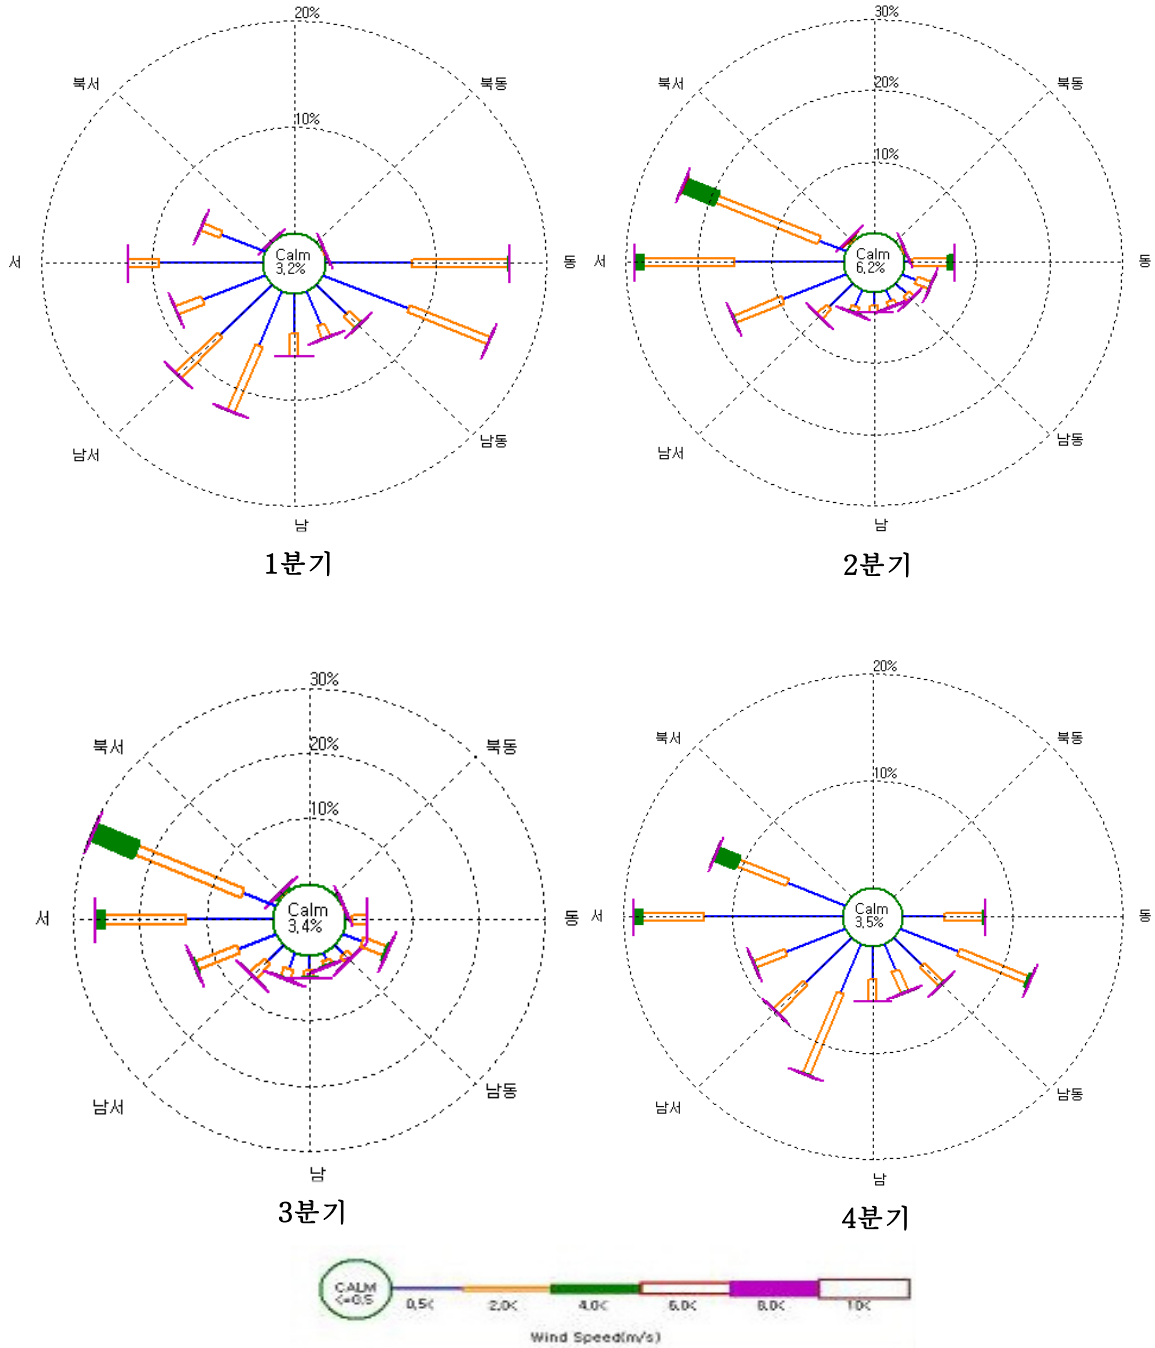 20%
30%
북서
북동
북서
북동
20%
10%
10%
서
Calm
3,2%
동
서
Calm
6,2%
동
남서
남동
남서
남동
남
남
1분기
2분기
30%
20%
북서
북동
북서
북동
20%
10%
10%
서
Calm
3,4%
동
서
Calm
3,5%
동
남서
남동
남서
남동
남
남
3분기
4분기
CALM
<=0.5
0.5<
2.0<
4.0<
6.0<
8.0<
10<
Wind Speed(m/s)